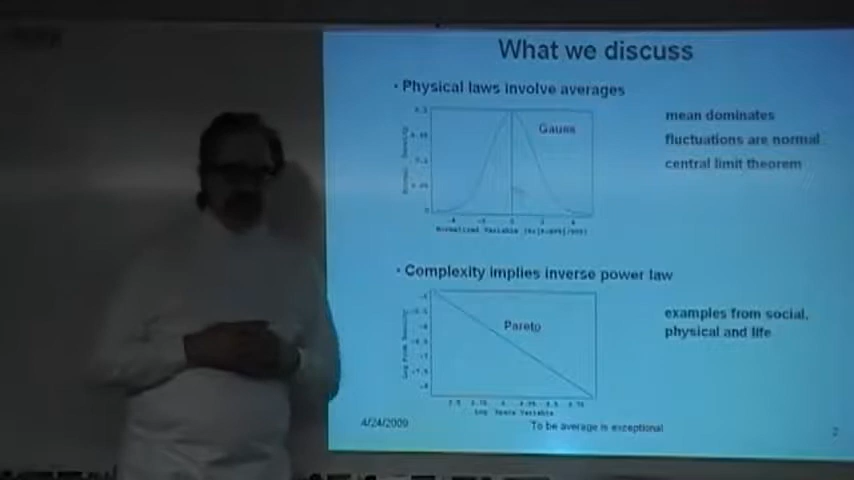 What we discuss
• Physical laws involve averages
Gauss
mean dominates
fluctuations are normal
central limit theorem
• Complexity implies inverse power law
Pareto
examples from social,
physical and life
4/24/2009
To be average is exceptional
2